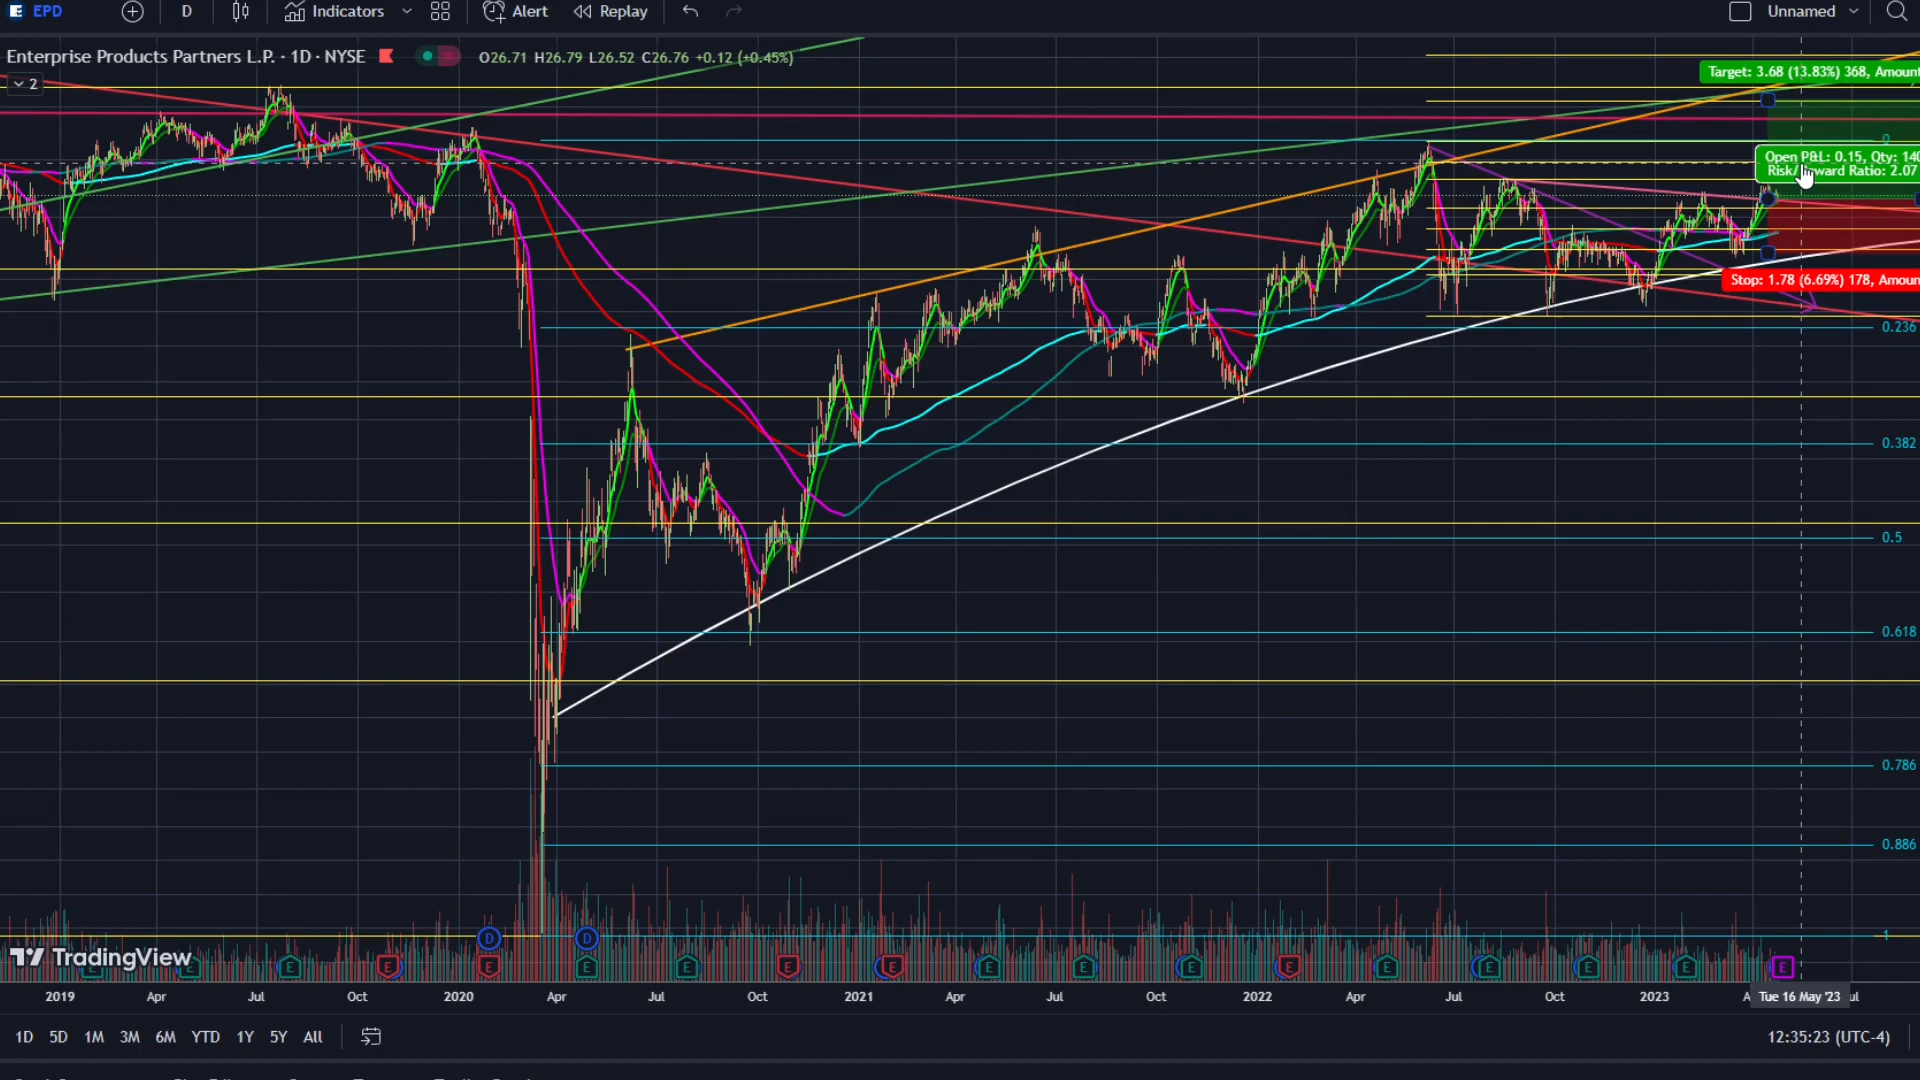 EPD D Indicators Alert Replay Unnamed
Enterprise Products Partners L.P. · 1D · NYSE O26.71 H26.79 L26.52 C26.76 +0.12 (+0.45%)
2
Target: 3.68 (13.83%) 368, Amoun
0
Open P&L: 0.15, Qty: 140
Risk/ ward Ratio: 2.07
Stop: 1.78 (6.69%) 178, Amoun
0.236
0.382
0.5
0.618
0.786
0.886
1
D D
TradingView
E E E E E E E E E E E E E E E E E E
2019 Apr Jul Oct 2020 Apr Jul Oct 2021 Apr Jul Oct 2022 Apr Jul Oct 2023 A Tue 16 May '23 ul
1D 5D 1M 3M 6M YTD 1Y 5Y All 12:35:23 (UTC-4)